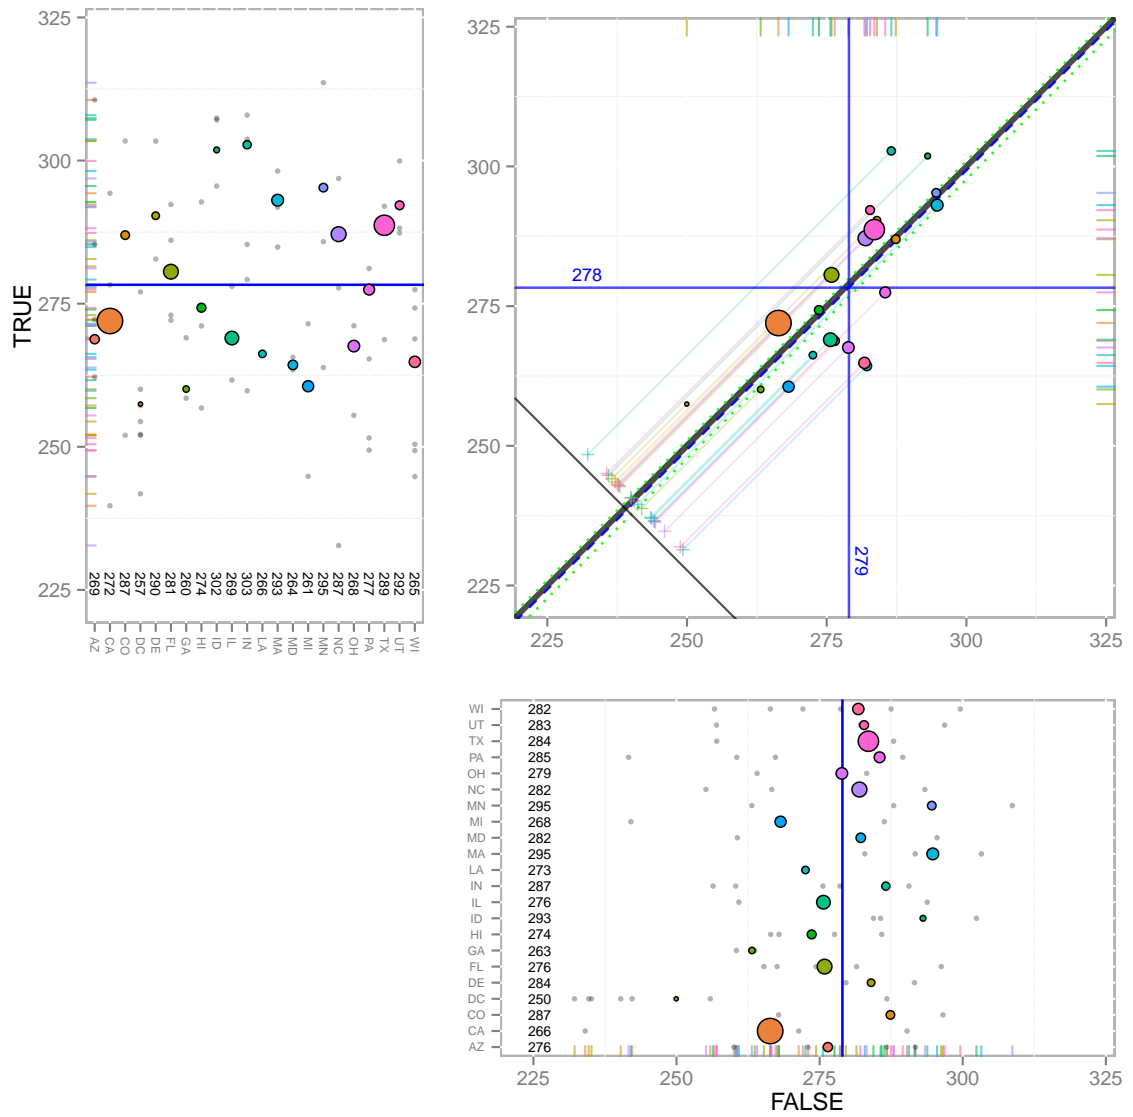 325
300
275
250
225
TRUE
269
272
287
257
290
281
260
274
302
269
303
266
293
264
261
295
287
268
277
289
292
265
AZ
CA
CO
DC
DE
FL
GA
HI
ID
IL
IN
LA
MA
MD
MI
MN
NC
OH
PA
TX
UT
WI
325
300
275
250
225
278
279
225
250
275
300
325
WI 282
UT 283
TX 284
PA 285
OH 279
NC 282
MN 295
MI 268
MD 282
MA 295
LA 273
IN 287
IL 276
ID 293
HI 274
GA 263
FL 276
DE 284
DC 250
CO 287
CA 266
AZ 276
225
250
275
300
325
FALSE